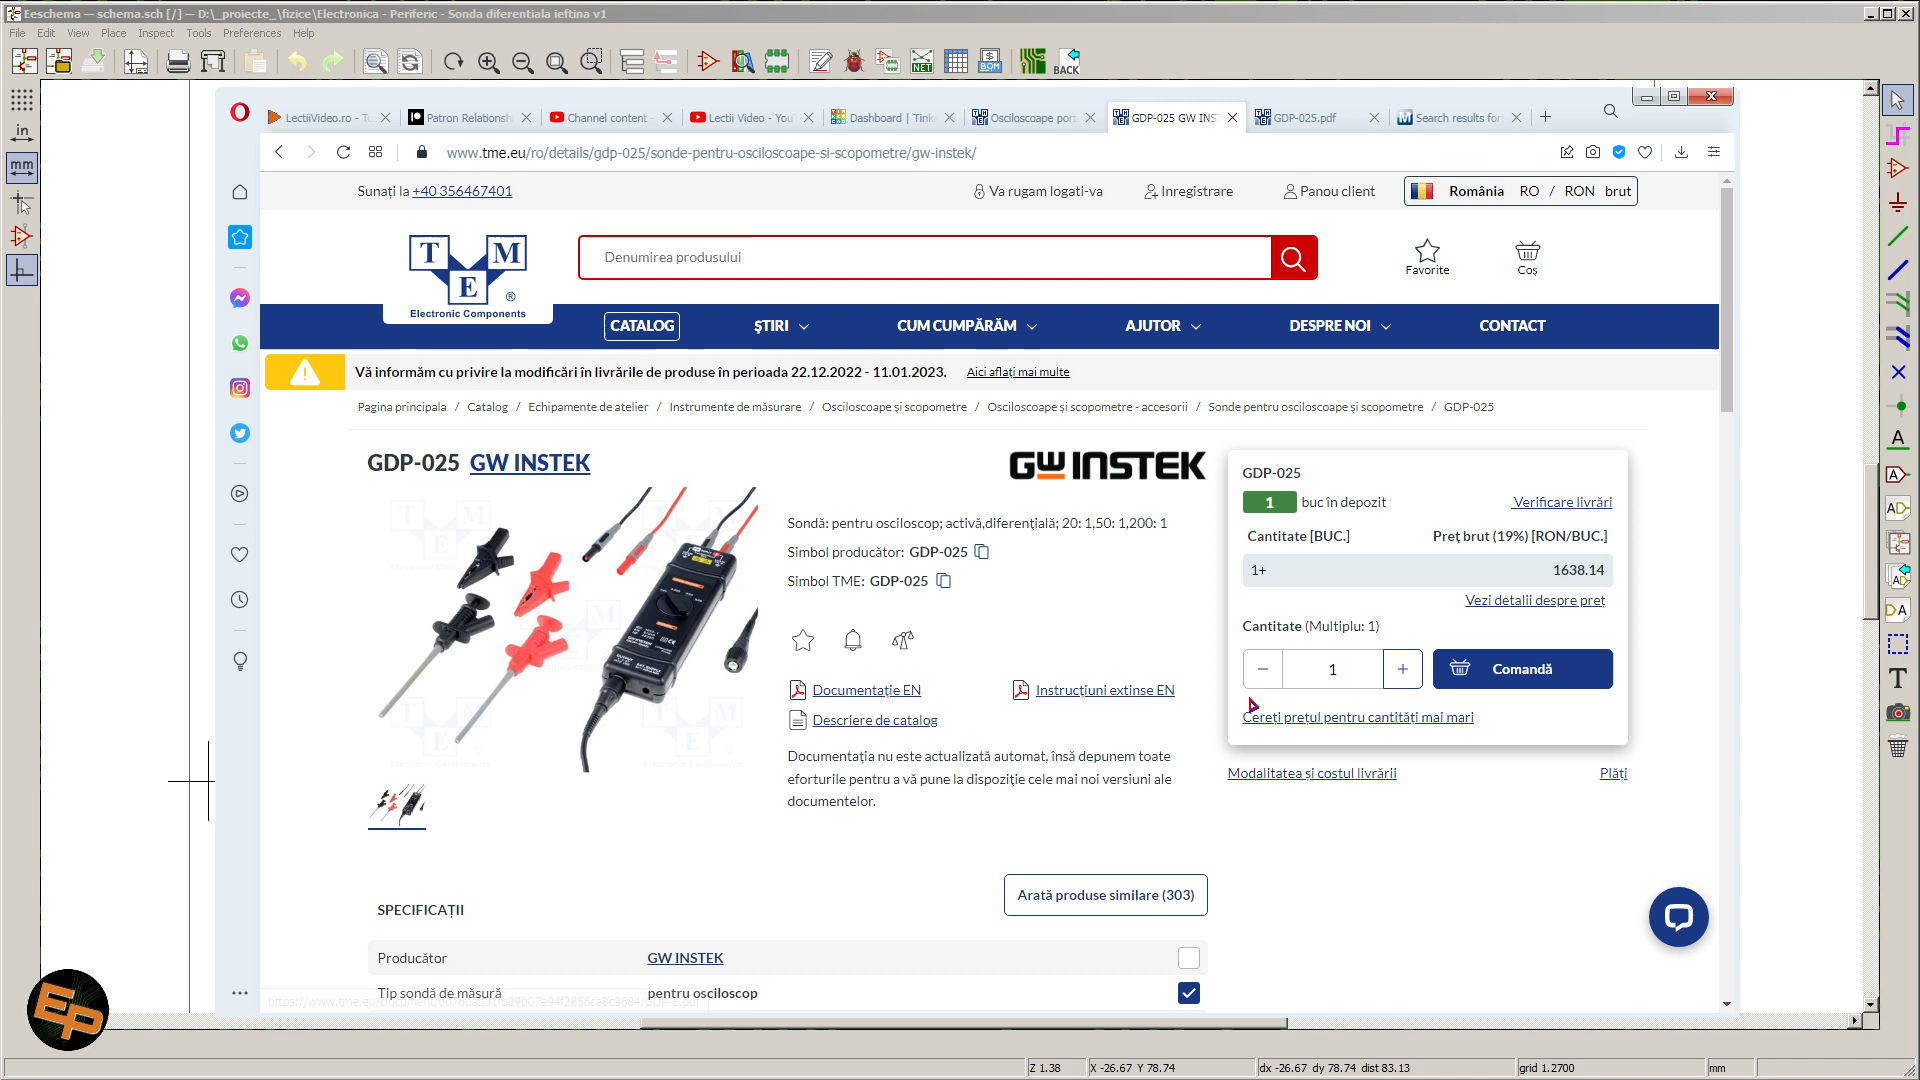 Eeschema — schema.sch [/] — D:\_proiecte_\fizice\Electronica - Periferic - Sonda diferentiala ieftina v1
File Edit View Place Inspect Tools Preferences Help
NET
BOM
BACK
in
mm
LectiiVideo.ro - Tu
Patron Relationsh
Channel content -
Lectii Video - You
Dashboard | Tink
Osciloscoape port
GDP-025 GW INS
GDP-025.pdf
Search results for
www.tme.eu/ro/details/gdp-025/sonde-pentru-osciloscoape-si-scopometre/gw-instek/
Sunați la +40 356467401
Va rugam logati-va
Inregistrare
Panou client
România RO / RON brut
T M E ®
Electronic Components
Denumirea produsului
Favorite
Coș
CATALOG
ȘTIRI
CUM CUMPĂRĂM
AJUTOR
DESPRE NOI
CONTACT
Vă informăm cu privire la modificări în livrările de produse în perioada 22.12.2022 - 11.01.2023. Aici aflați mai multe
Pagina principala / Catalog / Echipamente de atelier / Instrumente de măsurare / Osciloscoape și scopometre / Osciloscoape și scopometre - accesorii / Sonde pentru osciloscoape și scopometre / GDP-025
GDP-025 GW INSTEK
GW INSTEK
Sondă: pentru osciloscop; activă,diferențială; 20: 1,50: 1,200: 1
Simbol producător: GDP-025
Simbol TME: GDP-025
Documentație EN
Instrucțiuni extinse EN
Descriere de catalog
Documentația nu este actualizată automat, însă depunem toate
eforturile pentru a vă pune la dispoziție cele mai noi versiuni ale
documentelor.
GDP-025
1 buc în depozit
Verificare livrări
Cantitate [BUC.]
Preț brut (19%) [RON/BUC.]
1+
1638.14
Vezi detalii despre preț
Cantitate (Multiplu: 1)
− 1 +
Comandă
Cereți prețul pentru cantități mai mari
Modalitatea și costul livrării
Plăți
Arată produse similare (303)
SPECIFICAȚII
Producător
GW INSTEK
Tip sondă de măsură
pentru osciloscop
EP
Z 1.38
X -26.67 Y 78.74
dx -26.67 dy 78.74 dist 83.13
grid 1.2700
mm